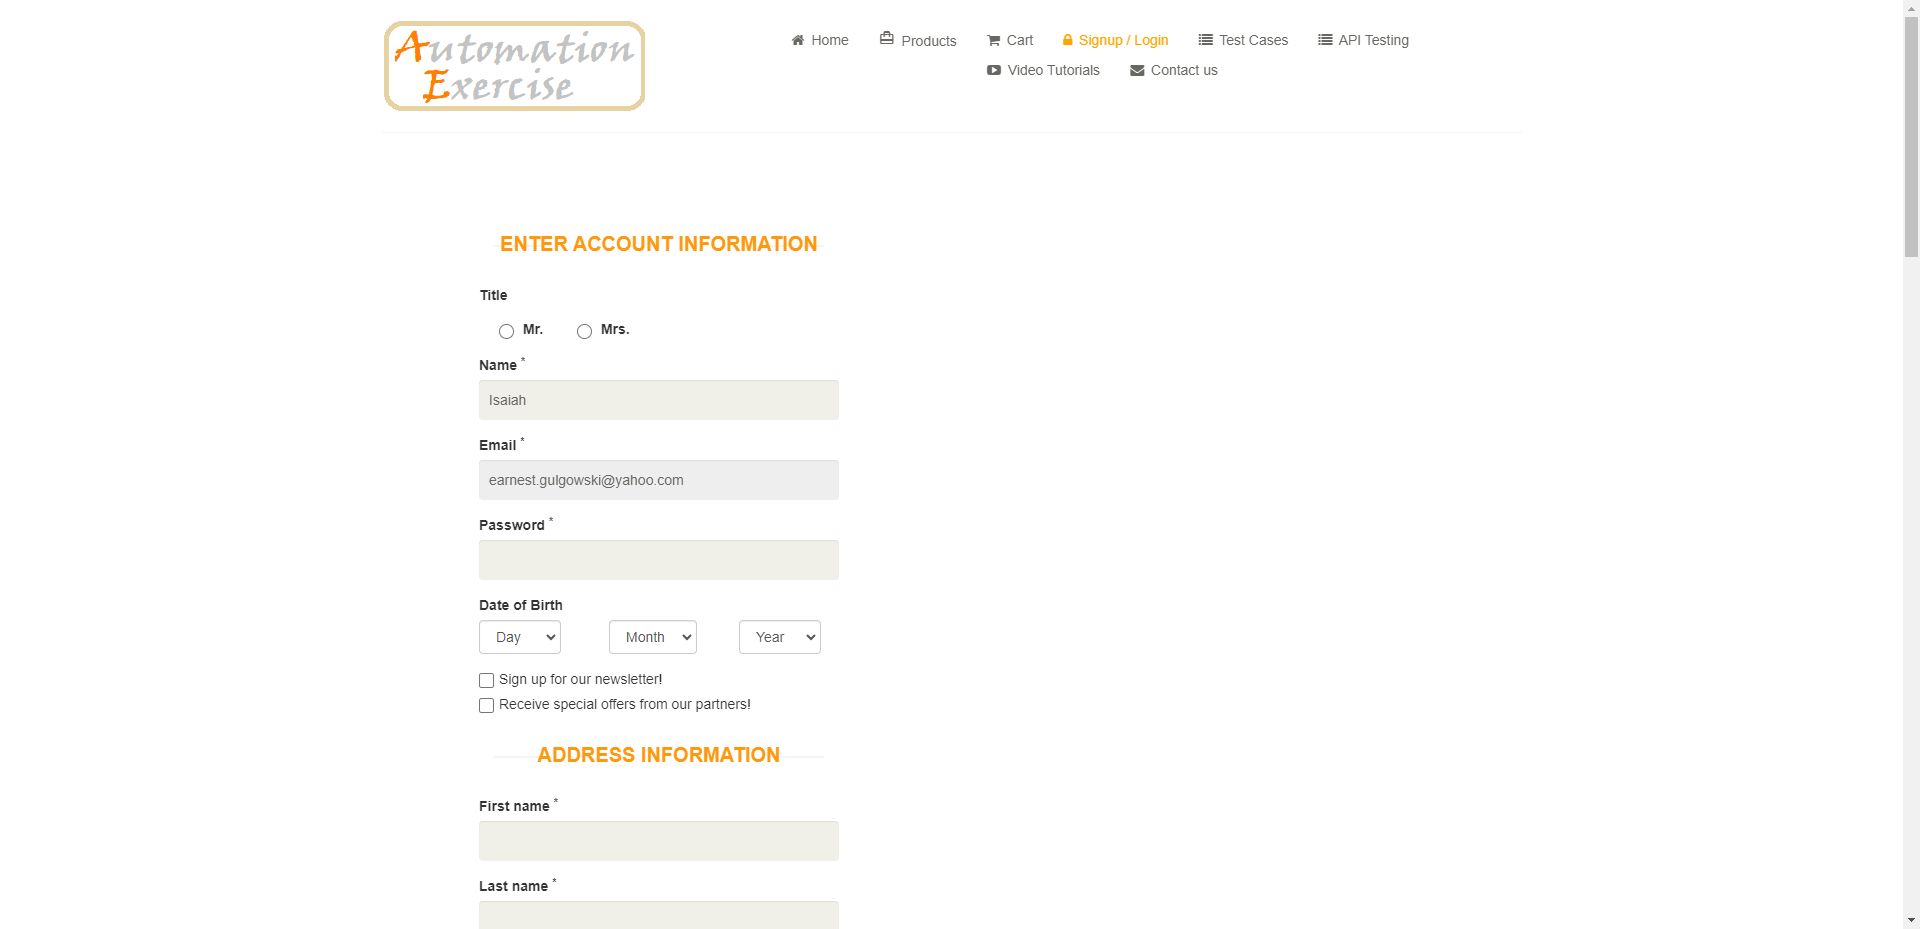 Automation
Exercise
Home Products Cart Signup / Login Test Cases API Testing
Video Tutorials Contact us
ENTER ACCOUNT INFORMATION
Title
Mr. Mrs.
Name *
Isaiah
Email *
earnest.gulgowski@yahoo.com
Password *
Date of Birth
Day Month Year
Sign up for our newsletter!
Receive special offers from our partners!
ADDRESS INFORMATION
First name *
Last name *